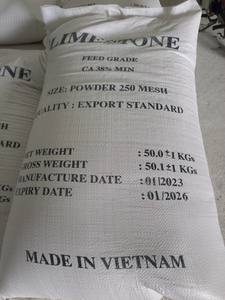 LIMESTONE
FEED GRADE
CA 38% MIN
SIZE: POWDER 250 MESH
QUALITY : EXPORT STANDARD
NET WEIGHT : 50.0 ±1 KGs
GROSS WEIGHT : 50.1±1 KGs
MANUFACTURE DATE : 01/2023
EXPIRY DATE : 01/2026
MADE IN VIETNAM